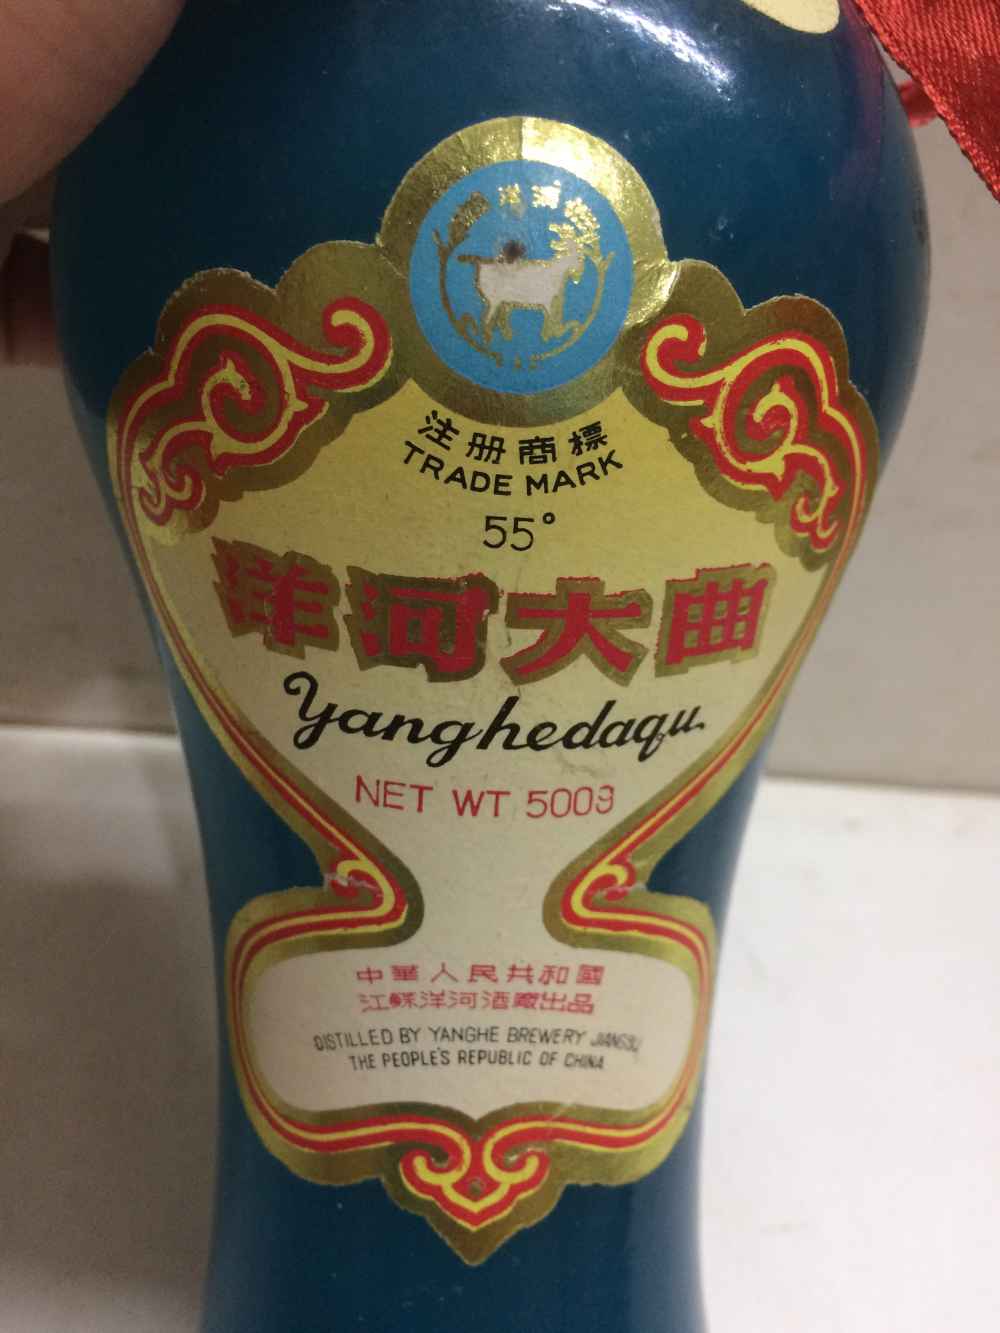 注册商標
TRADE MARK
55°
洋河大曲
Yanghedaqu
NET WT 500g
中華人民共和國
江蘇洋河酒廠出品
DISTILLED BY YANGHE BREWERY JIANGSU
THE PEOPLE'S REPUBLIC OF CHINA